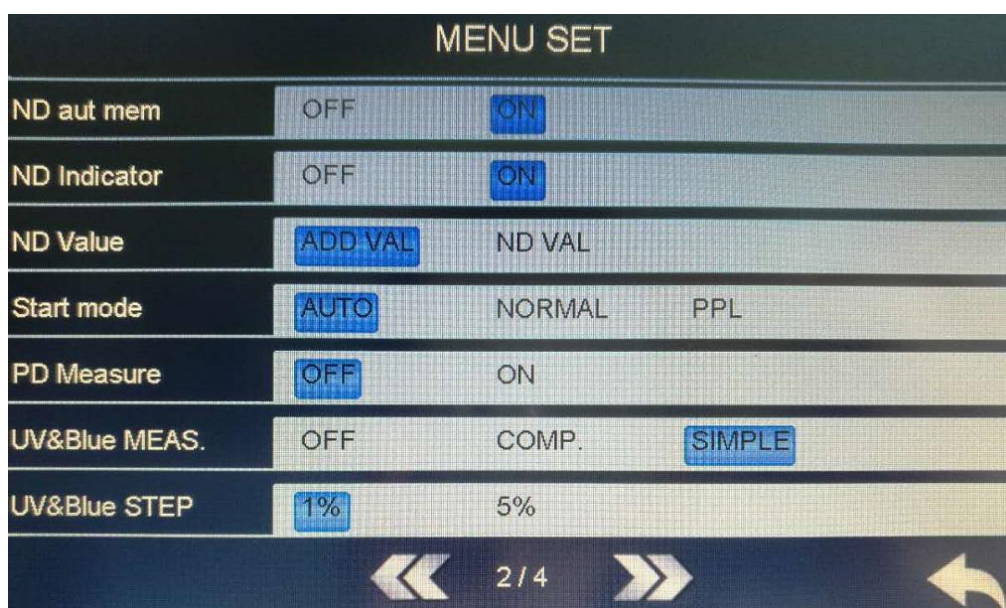 MENU SET
ND aut mem OFF ON
ND Indicator OFF ON
ND Value ADD VAL ND VAL
Start mode AUTO NORMAL PPL
PD Measure OFF ON
UV&Blue MEAS. OFF COMP. SIMPLE
UV&Blue STEP 1% 5%
2/4